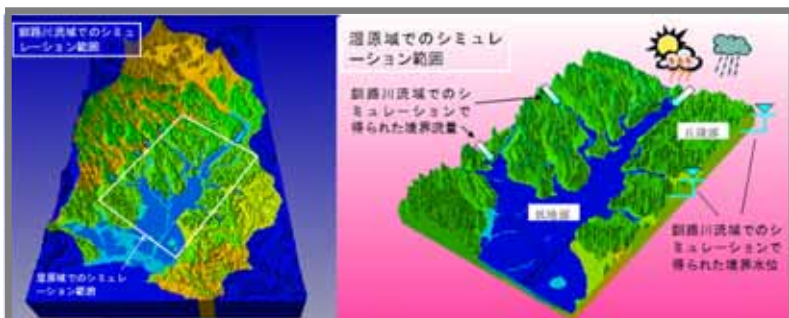 釧路川流域でのシミュ
レーション範囲
湿原域でのシミュレ
ーション範囲
湿原域でのシミュレ
ーション範囲
釧路川流域でのシ
ミュレーションで
得られた境界流量
丘陵部
低地部
釧路川流域でのシ
ミュレーションで
得られた境界水位